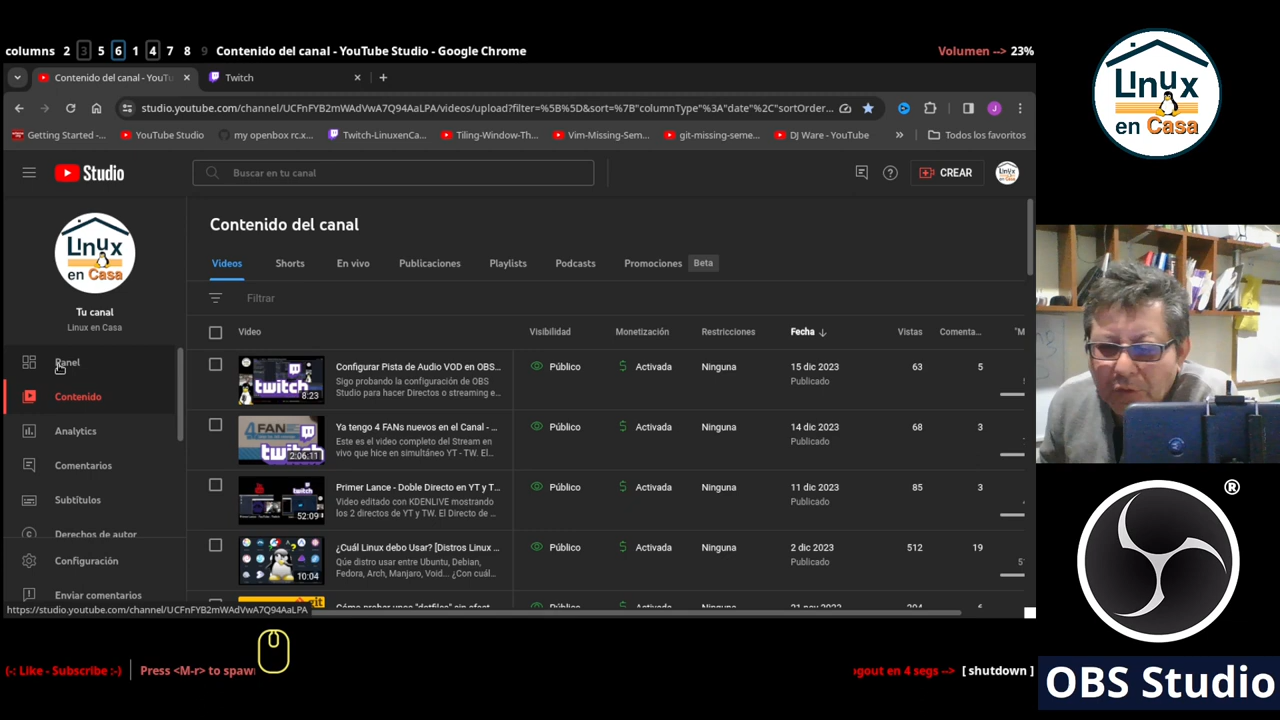 columns 2 3 5 6 1 4 7 8 9 Contenido del canal - YouTube Studio - Google Chrome
Volumen --> 23%
Linux
en Casa
Contenido del canal - YouTu
Twitch
studio.youtube.com/channel/UCFnFYB2mWAdVwA7Q94AaLPA/videos/upload?filter=%5B%5D&sort=%7B"columnType"%3A"date"%2C"sortOrder...
Getting Started -...
YouTube Studio
my openbox rc.x...
Twitch-LinuxenCa...
Tiling-Window-Th...
Vim-Missing-Sem...
git-missing-seme...
DJ Ware - YouTube
Todos los favoritos
Studio
Buscar en tu canal
CREAR
Linux
en Casa
Tu canal
Linux en Casa
Panel
Contenido
Analytics
Comentarios
Subtítulos
Derechos de autor
Configuración
Enviar comentarios
Contenido del canal
Videos Shorts En vivo Publicaciones Playlists Podcasts Promociones Beta
Filtrar
Video Visibilidad Monetización Restricciones Fecha Vistas Comenta... "M
Configurar Pista de Audio VOD en OBS... Público Activada Ninguna 15 dic 2023 63 5
Sigo probando la configuración de OBS Publicado
Studio para hacer Directos o streaming e...
twitch
8:23
Ya tengo 4 FANs nuevos en el Canal - ... Público Activada Ninguna 14 dic 2023 68 3
Este es el video completo del Stream en Publicado
vivo que hice en simultáneo YT - TW. El...
4 FAN
twitch
2:06:11
Primer Lance - Doble Directo en YT y T... Público Activada Ninguna 11 dic 2023 85 3
Video editado con KDENLIVE mostrando Publicado
los 2 directos de YT y TW. El Directo de ...
twitch
52:09
¿Cuál Linux debo Usar? [Distros Linux ... Público Activada Ninguna 2 dic 2023 512 19
Qúe distro usar entre Ubuntu, Debian, Publicado
Fedora, Arch, Manjaro, Void... ¿Con cuál...
10:04
https://studio.youtube.com/channel/UCFnFYB2mWAdVwA7Q94AaLPA
(-: Like - Subscribe :-) Press <M-r> to spaw
gout en 4 segs --> [ shutdown ]
®
OBS Studio